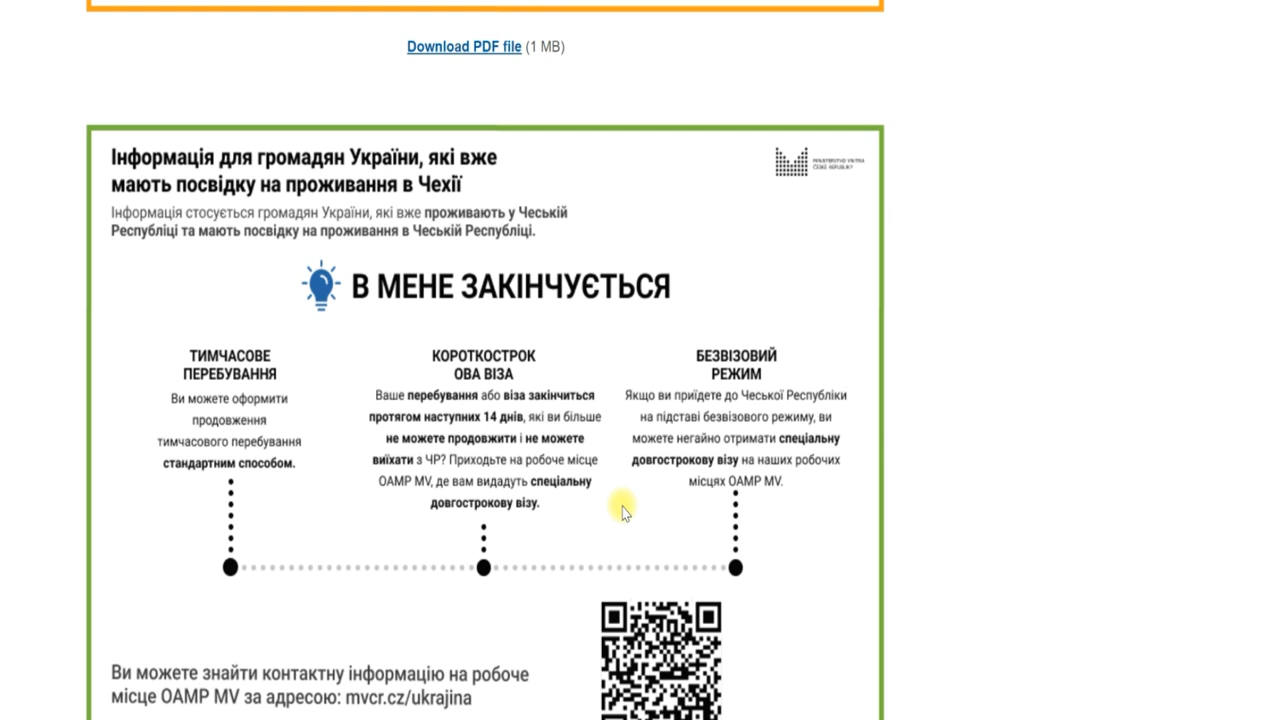 Download PDF file (1 MB)
Інформація для громадян України, які вже
мають посвідку на проживання в Чехії
MINISTERSTVO VNITRA
ČESKÉ REPUBLIKY
Інформація стосується громадян України, які вже проживають у Чеській
Республіці та мають посвідку на проживання в Чеській Республіці.
В МЕНЕ ЗАКІНЧУЄТЬСЯ
ТИМЧАСОВЕ
ПЕРЕБУВАННЯ
Ви можете оформити
продовження
тимчасового перебування
стандартним способом.
КОРОТКОСТРОК
ОВА ВІЗА
Ваше перебування або віза закінчиться
протягом наступних 14 днів, які ви більше
не можете продовжити і не можете
виїхати з ЧР? Приходьте на робоче місце
OAMP MV, де вам видадуть спеціальну
довгострокову візу.
БЕЗВІЗОВИЙ
РЕЖИМ
Якщо ви приїдете до Чеської Республіки
на підставі безвізового режиму, ви
можете негайно отримати спеціальну
довгострокову візу на наших робочих
місцях OAMP MV.
Ви можете знайти контактну інформацію на робоче
місце OAMP MV за адресою: mvcr.cz/ukrajina